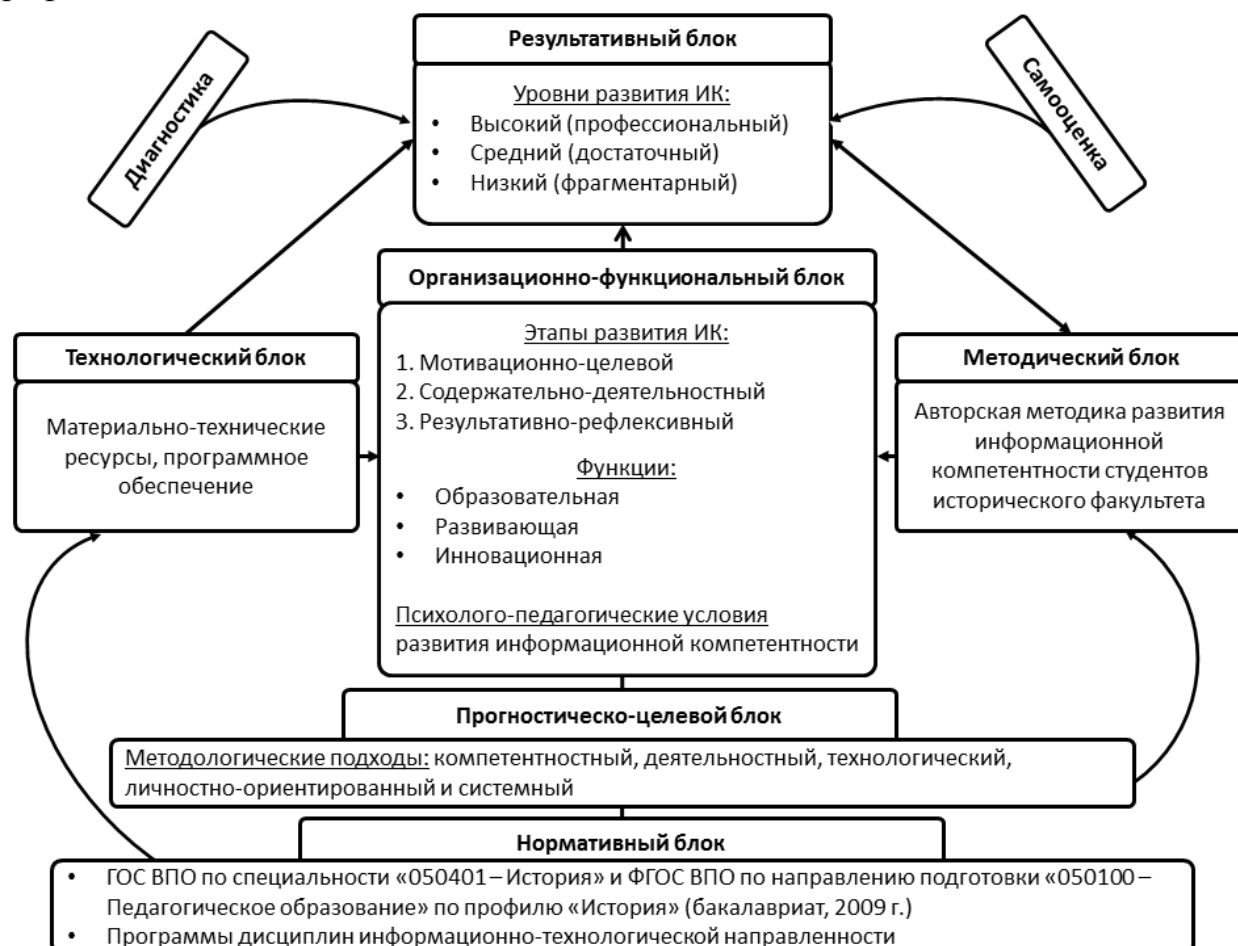 Результативный блок
Диагностика
Самооценка
Уровни развития ИК:
• Высокий (профессиональный)
• Средний (достаточный)
• Низкий (фрагментарный)
Организационно-функциональный блок
Этапы развития ИК:
1. Мотивационно-целевой
2. Содержательно-деятельностный
3. Результативно-рефлексивный
Функции:
• Образовательная
• Развивающая
• Инновационная
Психолого-педагогические условия
развития информационной компетентности
Технологический блок
Материально-технические
ресурсы, программное
обеспечение
Методический блок
Авторская методика развития
информационной
компетентности студентов
исторического факультета
Прогностическо-целевой блок
Методологические подходы: компетентностный, деятельностный, технологический,
личностно-ориентированный и системный
Нормативный блок
• ГОС ВПО по специальности «050401 – История» и ФГОС ВПО по направлению подготовки «050100 –
Педагогическое образование» по профилю «История» (бакалавриат, 2009 г.)
• Программы дисциплин информационно-технологической направленности